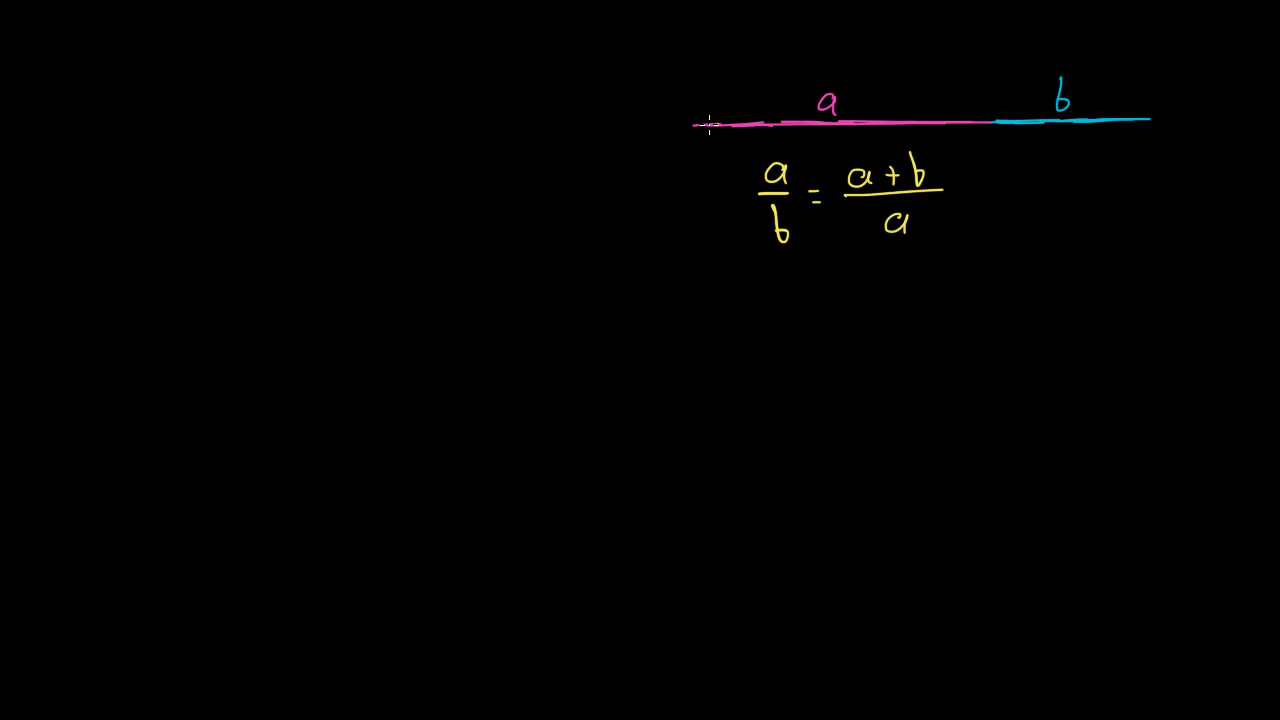 a b
a/b = (a + b)/a